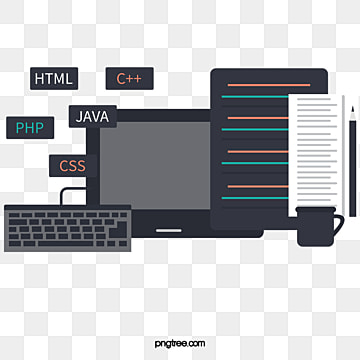 HTML
C++
JAVA
PHP
CSS
pngtree.com